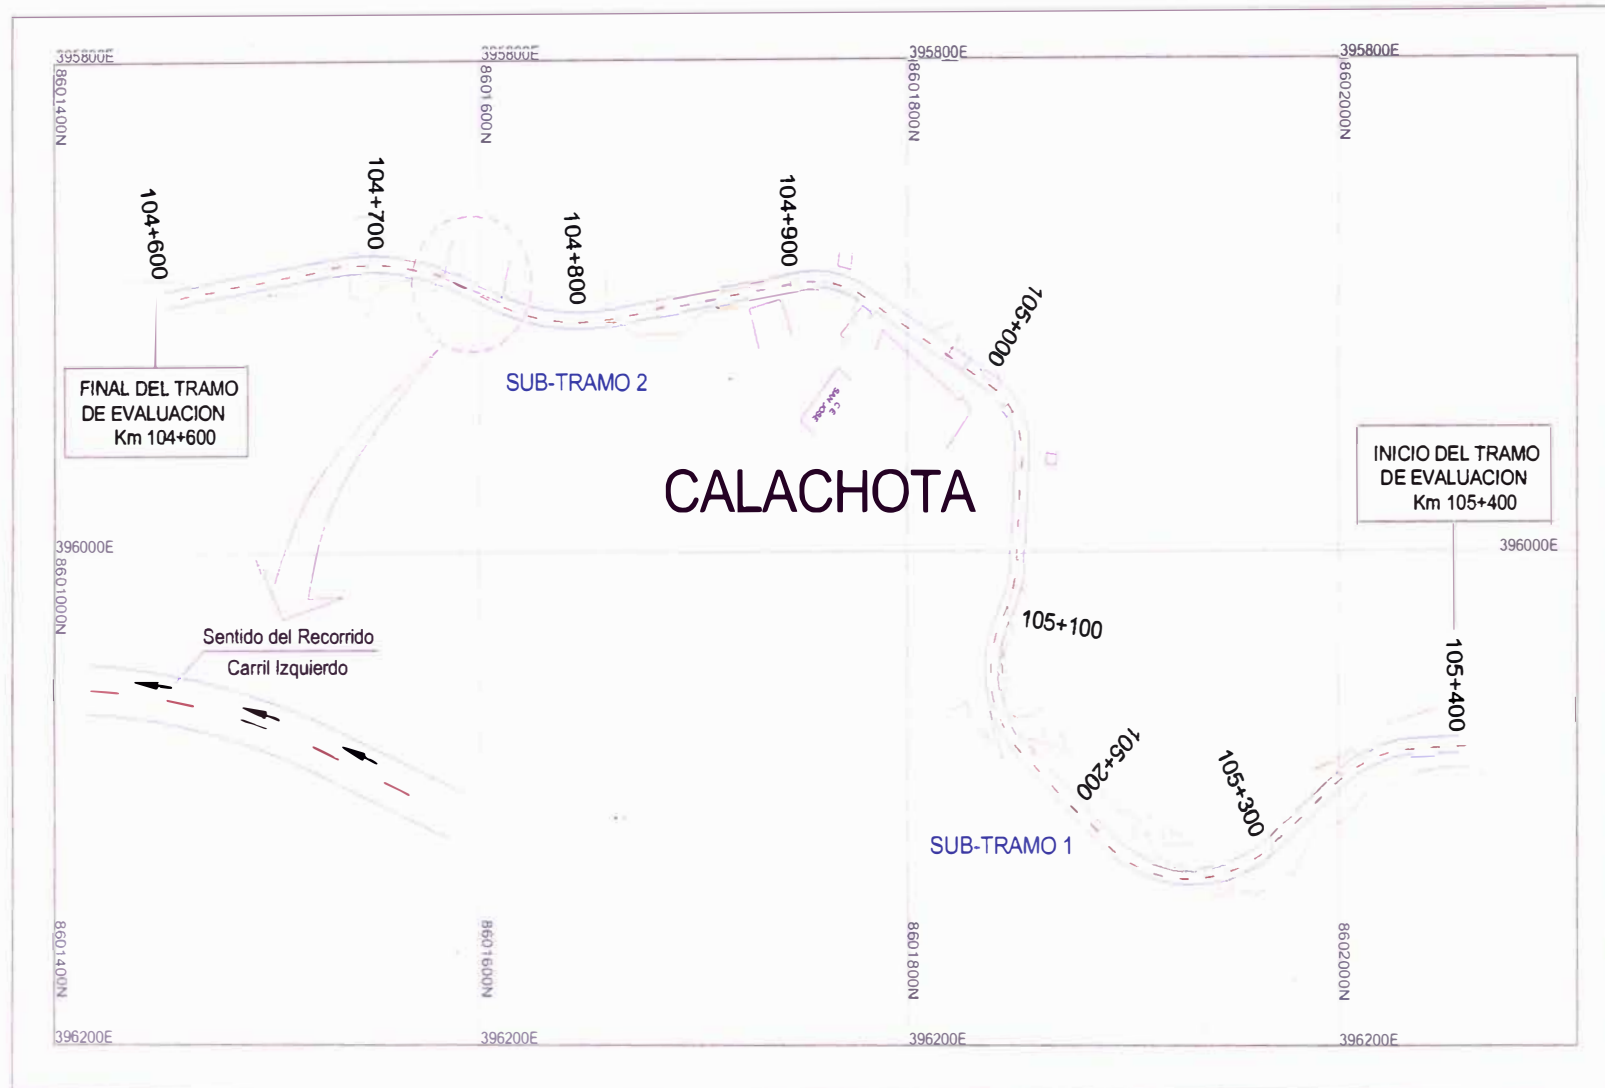 395800E
395800E
395800E
395800E
8601400N
8601600N
8601800N
8602000N
104+600
104+700
104+800
104+900
105+000
FINAL DEL TRAMO
DE EVALUACION
Km 104+600
SUB-TRAMO 2
C E
SAN JOSE
CALACHOTA
INICIO DEL TRAMO
DE EVALUACION
Km 105+400
396000E
396000E
8601000N
105+100
Sentido del Recorrido
Carril Izquierdo
105+400
105+200
105+300
SUB-TRAMO 1
8601400N
8601600N
8601800N
8602000N
396200E
396200E
396200E
396200E